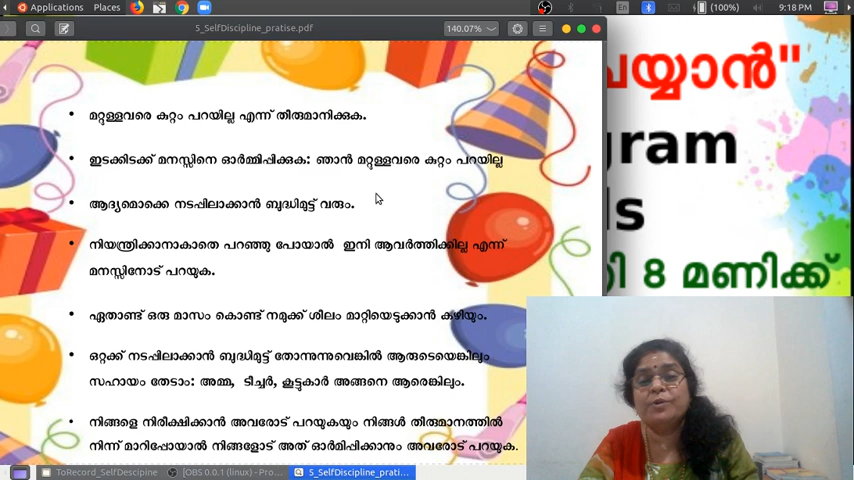 Applications Places En (100%) 9:18 PM
5_SelfDiscipline_pratise.pdf 140.07%
മറ്റുള്ളവരെ കുറ്റം പറയില്ല എന്ന് തീരുമാനിക്കുക.
ഇടക്കിടക്ക് മനസ്സിനെ ഓർമ്മിപ്പിക്കുക: ഞാൻ മറ്റുള്ളവരെ കുറ്റം പറയില്ല
ആദ്യമൊക്കെ നടപ്പിലാക്കാൻ ബുദ്ധിമുട്ട് വരും.
നിയന്ത്രിക്കാനാകാതെ പറഞ്ഞു പോയാൽ ഇനി ആവർത്തിക്കില്ല എന്ന്
മനസ്സിനോട് പറയുക.
ഏതാണ്ട് ഒരു മാസം കൊണ്ട് നമുക്ക് ശീലം മാറ്റിയെടുക്കാൻ കഴിയും.
ഒറ്റക്ക് നടപ്പിലാക്കാൻ ബുദ്ധിമുട്ട് തോന്നുന്നുവെങ്കിൽ ആരുടെയെങ്കിലും
സഹായം തേടാം: അമ്മ, ടീച്ചർ, കൂട്ടുകാർ അങ്ങനെ ആരെങ്കിലും.
നിങ്ങളെ നിരീക്ഷിക്കാൻ അവരോട് പറയുകയും നിങ്ങൾ തീരുമാനത്തിൽ
നിന്ന് മാറിപ്പോയാൽ നിങ്ങളോട് അത് ഓർമിപ്പിക്കാനും അവരോട് പറയുക.
യ്യാൻ"
gram
ls
8 മണിക്ക്
ToRecord_SelfDescipine [OBS 0.0.1 (linux) - Pro... 5_SelfDiscipline_prati...